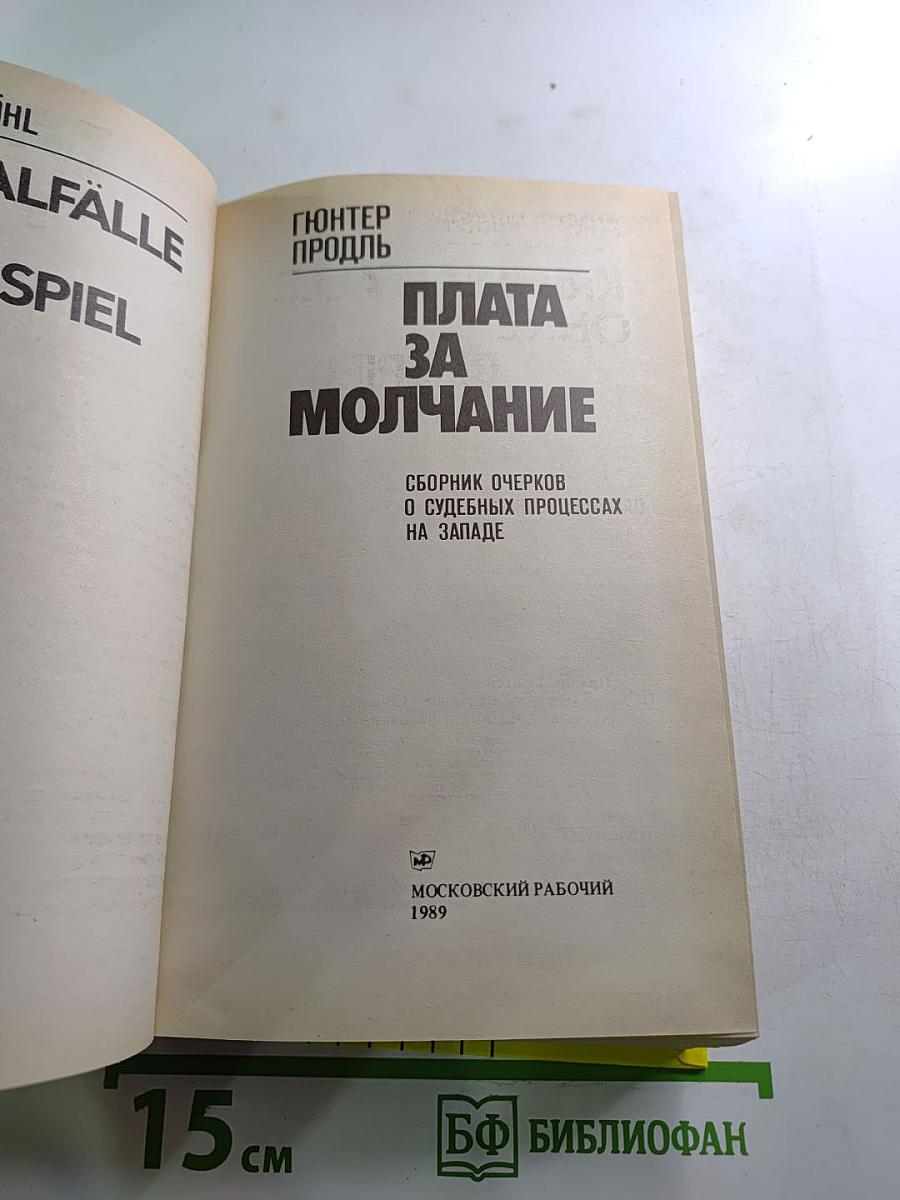 ALFÄLLE
SPIEL
ГЮНТЕР
ПРОДЛЬ
ПЛАТА
ЗА
МОЛЧАНИЕ
СБОРНИК ОЧЕРКОВ
О СУДЕБНЫХ ПРОЦЕССАХ
НА ЗАПАДЕ
МР
МОСКОВСКИЙ РАБОЧИЙ
1989
15 см
БФ БИБЛИОФАН